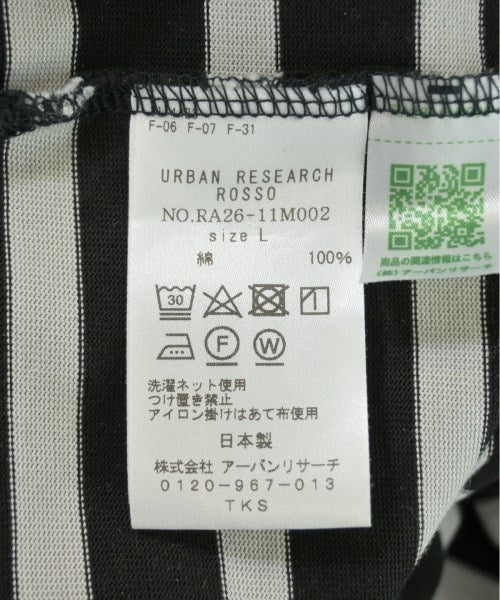 F-06 F-07 F-31
URBAN RESEARCH
ROSSO
NO.RA26-11M002
size L
綿 100%
30
F W
洗濯ネット使用
つけ置き禁止
アイロン掛けはあて布使用
日本製
株式会社 アーバンリサーチ
0120-967-013
TKS
商品の関連情報はこちら
(株)アーバンリサーチ